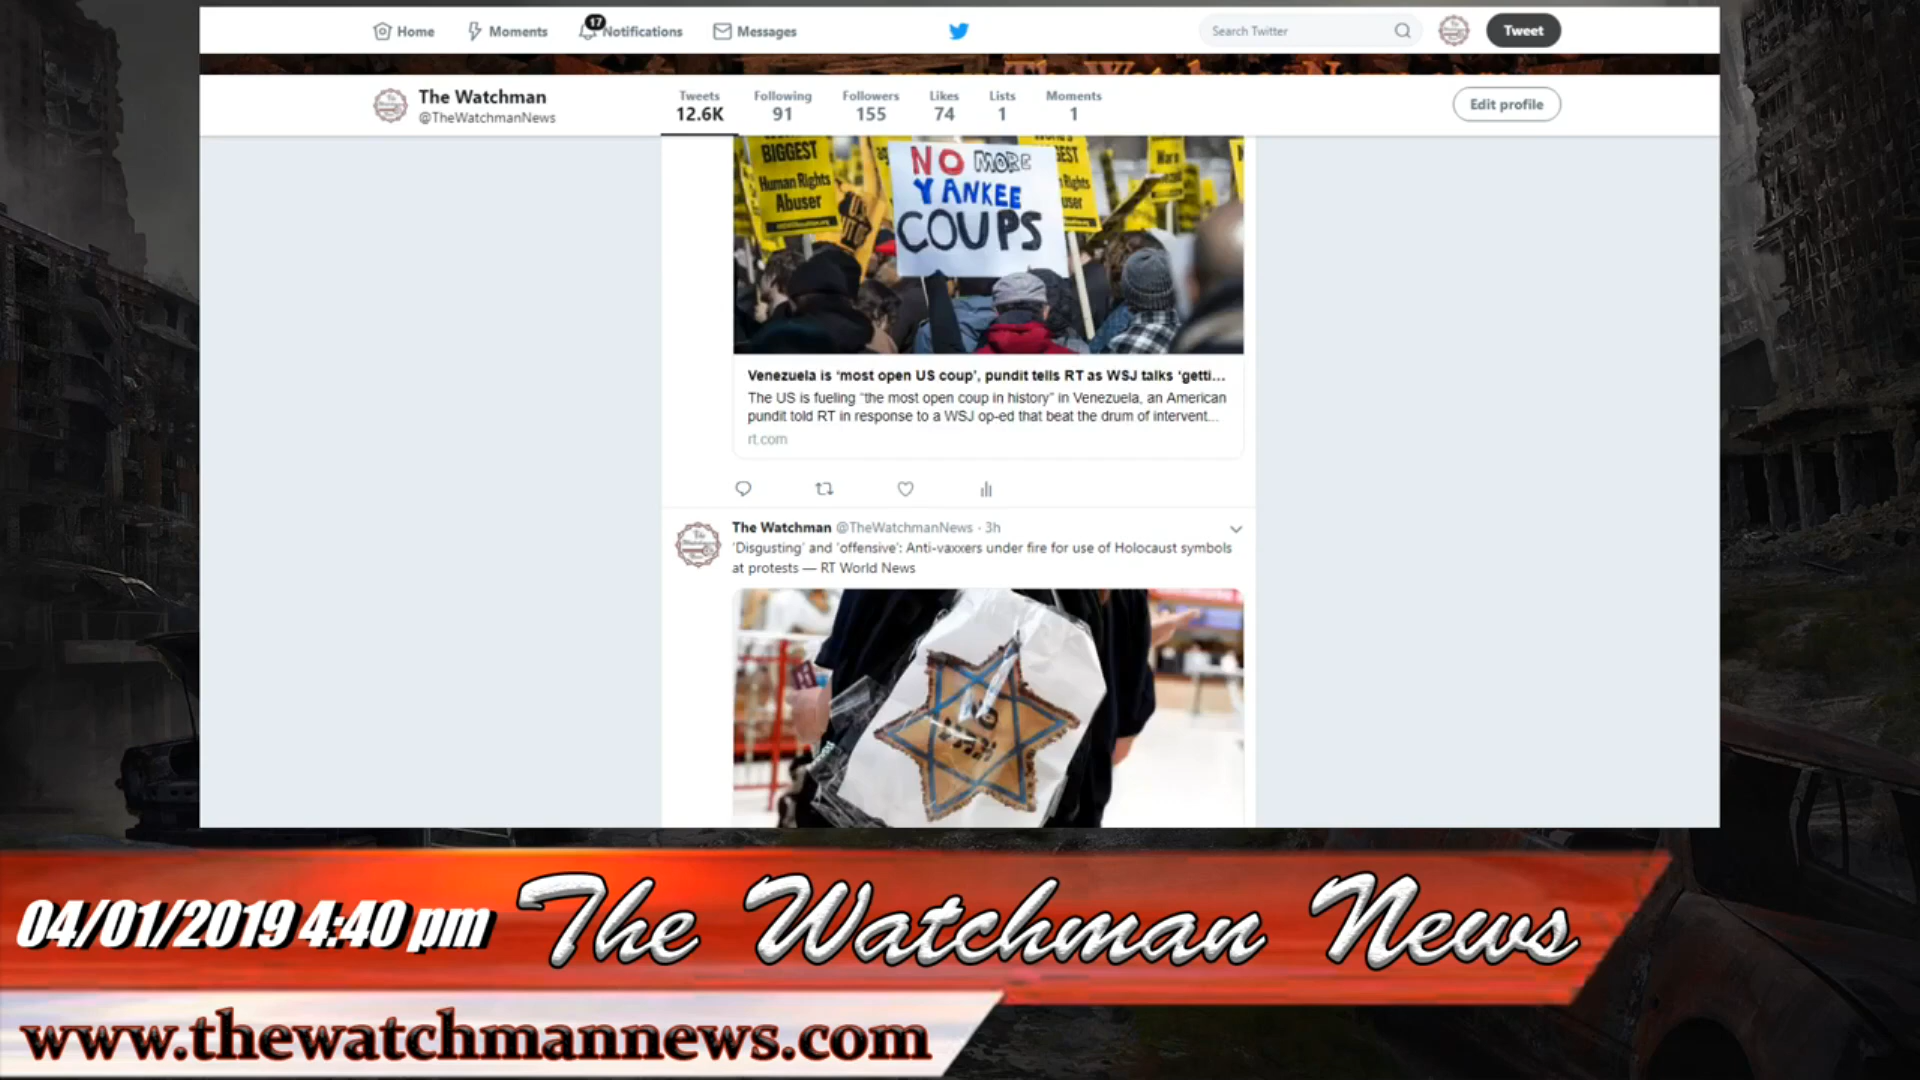 Home
Moments
17
Notifications
Messages
Search Twitter
Tweet
The Watchman
@TheWatchmanNews
Tweets
12.6K
Following
91
Followers
155
Likes
74
Lists
1
Moments
1
Edit profile
BIGGEST
Human Rights
Abuser
NO MORE
YANKEE
COUPS
Venezuela is ‘most open US coup’, pundit tells RT as WSJ talks ‘getti...
The US is fueling “the most open coup in history” in Venezuela, an American
pundit told RT in response to a WSJ op-ed that beat the drum of intervent...
rt.com
The Watchman @TheWatchmanNews · 3h
‘Disgusting’ and ‘offensive’: Anti-vaxxers under fire for use of Holocaust symbols
at protests — RT World News
04/01/2019 4:40 pm
The Watchman News
www.thewatchmannews.com